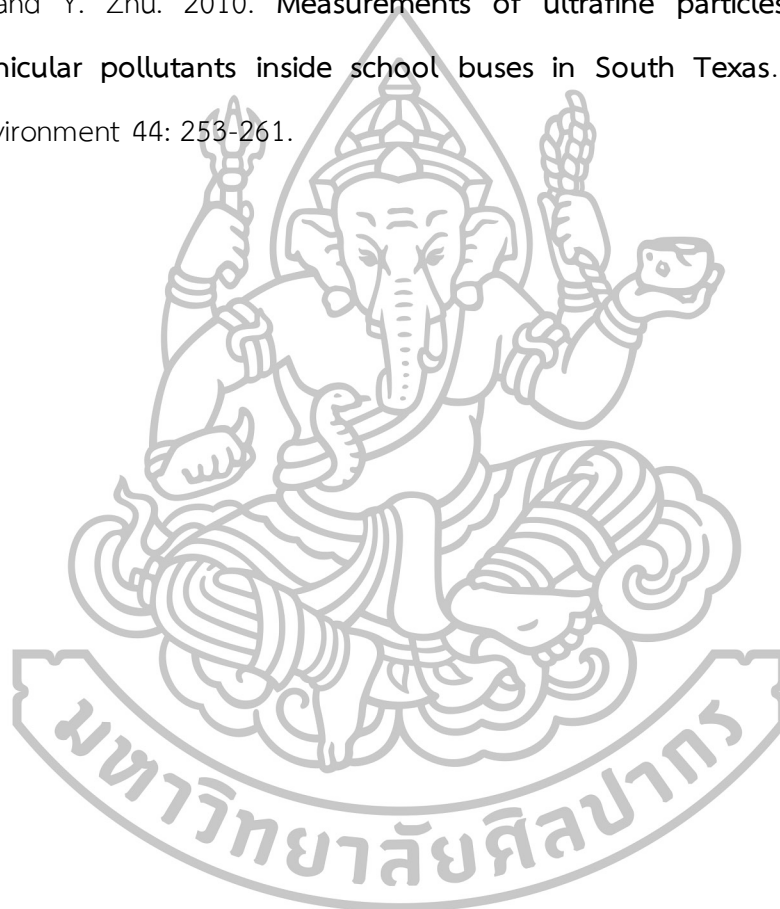 and Y. Zhu. 2010. Measurements of ultrafine particles
nicular pollutants inside school buses in South Texas.
vironment 44: 253-261.
มหาวิทยาลัยศิลปากร